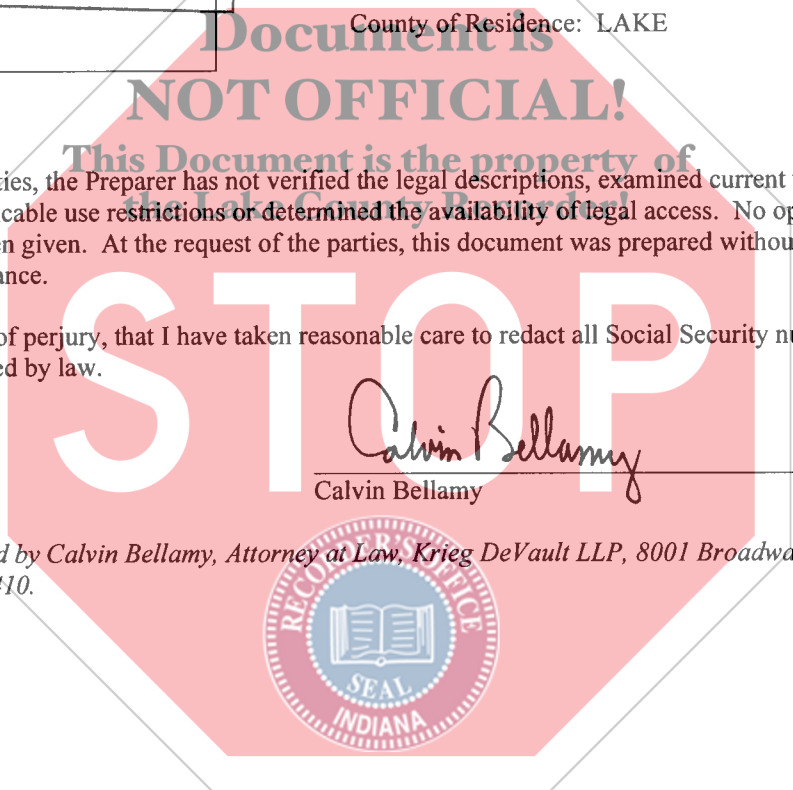 Document is
County of Residence: LAKE
NOT OFFICIAL!
This Document is the property of
ties, the Preparer has not verified the legal descriptions, examined current
the Lake County Recorder!
cable use restrictions or determined the availability of legal access. No op
en given. At the request of the parties, this document was prepared withou
ance.
of perjury, that I have taken reasonable care to redact all Social Security nu
ed by law.
STOP
Calvin Bellamy
Calvin Bellamy
d by Calvin Bellamy, Attorney at Law, Krieg DeVault LLP, 8001 Broadwa
410.
RECORDER'S OFFICE
SEAL
INDIANA